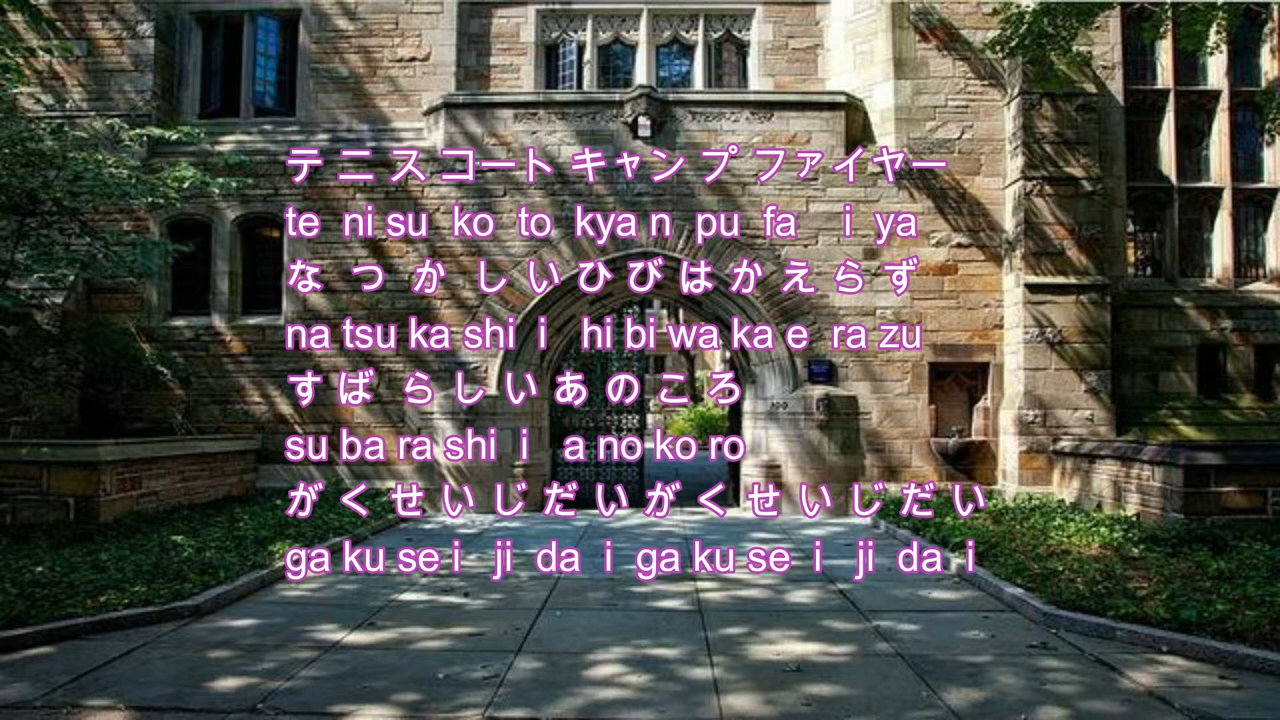 テ ニ ス コート キャン プ ファイヤー
te ni su ko to kya n pu fa i ya
な つ か し い ひ び は か え ら ず
na tsu ka shi i hi bi wa ka e ra zu
す ば ら し い あ の こ ろ
su ba ra shi i a no ko ro
が く せ い じ だ い が く せ い じ だ い
ga ku se i ji da i ga ku se i ji da i